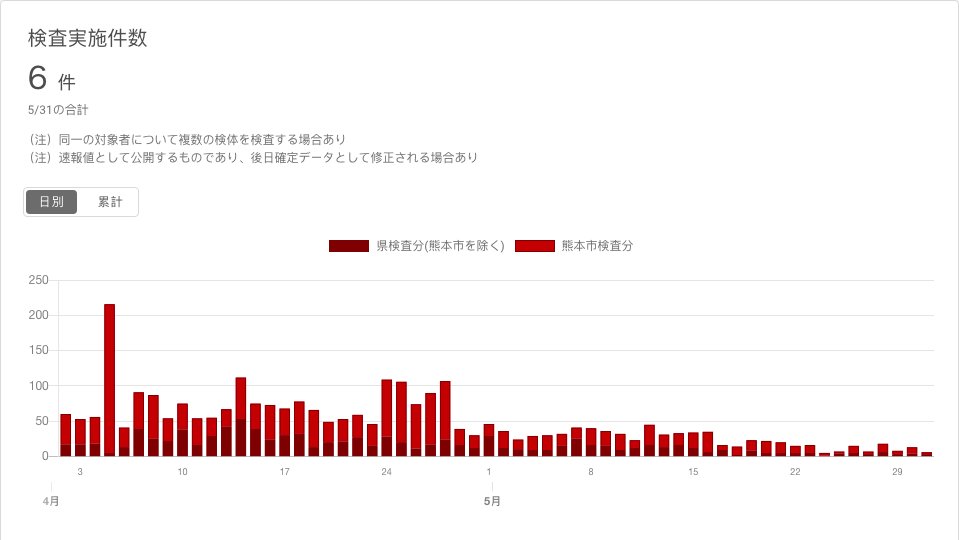 検査実施件数
6 件
5/31の合計
（注）同一の対象者について複数の検体を検査する場合あり
（注）速報値として公開するものであり、後日確定データとして修正される場合あり
日別 累計
県検査分(熊本市を除く) 熊本市検査分
250
200
150
100
50
0
3 10 17 24 1 8 15 22 29
4月 5月